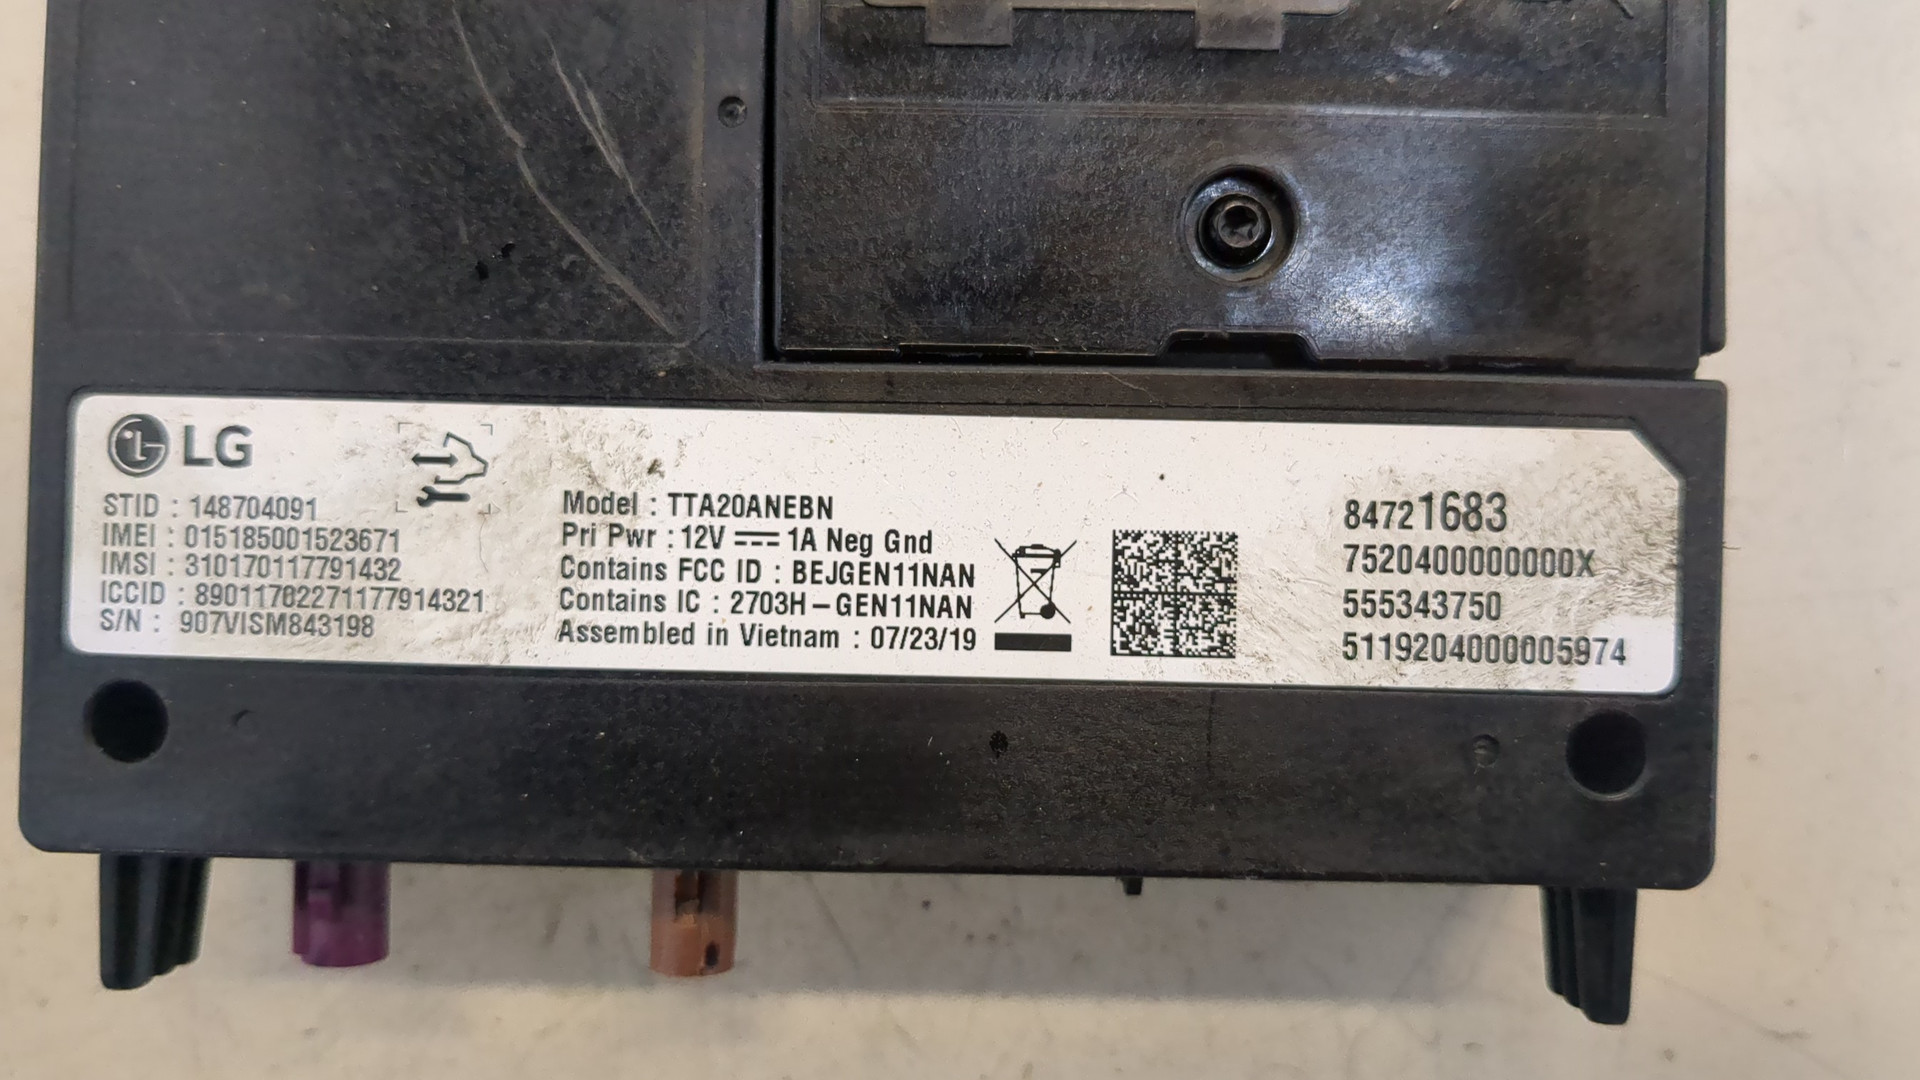 LG
STID : 148704091
IMEI : 015185001523671
IMSI : 310170117791432
ICCID : 89011702271177914321
S/N : 907VISM843198
Model : TTA20ANEBN
Pri Pwr : 12V ⎓ 1A Neg Gnd
Contains FCC ID : BEJGEN11NAN
Contains IC : 2703H-GEN11NAN
Assembled in Vietnam : 07/23/19
84721683
7520400000000X
555343750
5119204000005974